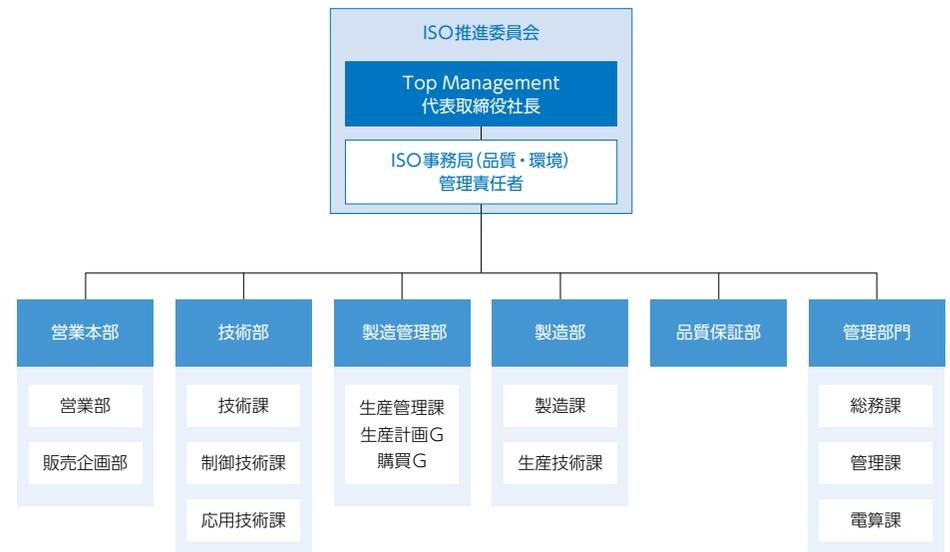 ISO推進委員会
Top Management
代表取締役社長
ISO事務局（品質・環境）
管理責任者
営業本部
営業部
販売企画部
技術部
技術課
制御技術課
応用技術課
製造管理部
生産管理課
生産計画G
購買G
製造部
製造課
生産技術課
品質保証部
管理部門
総務課
管理課
電算課